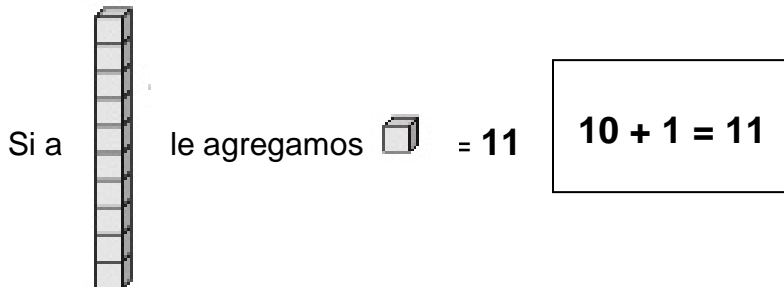 Si a le agregamos = 11
10 + 1 = 11